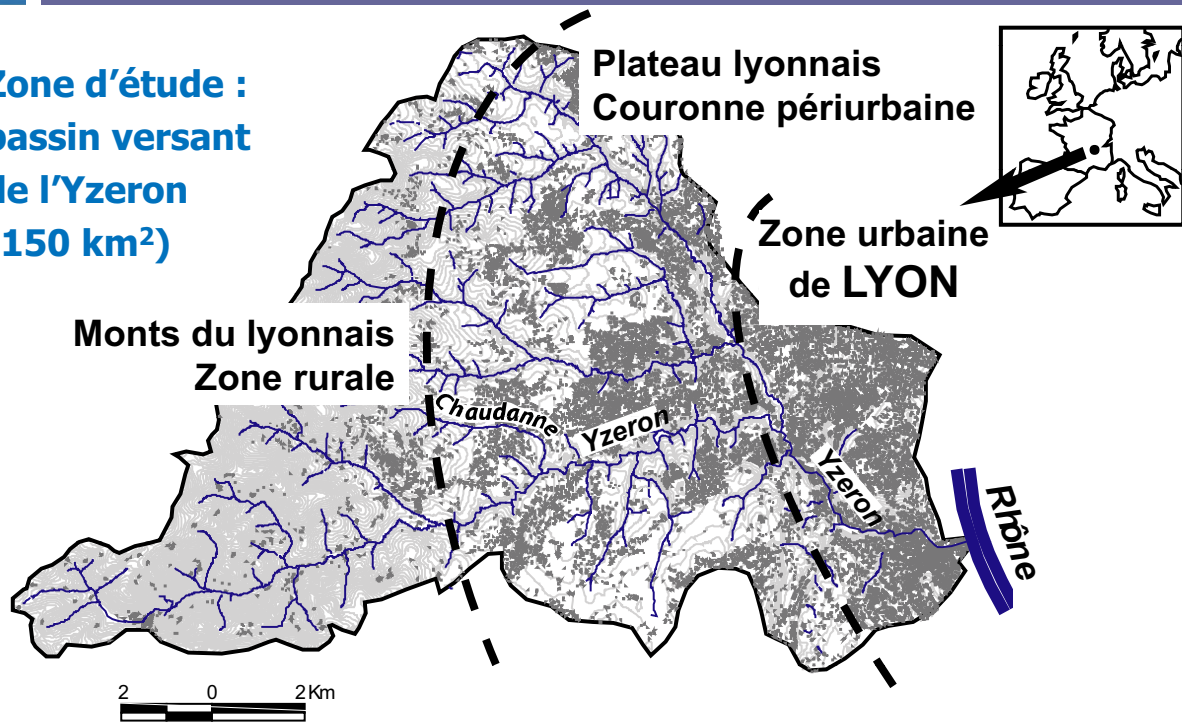 Zone d'étude :
bassin versant
de l'Yzeron
150 km²)
Plateau lyonnais
Couronne périurbaine
Zone urbaine
de LYON
Monts du lyonnais
Zone rurale
Chaudanne
Yzeron
Yzeron
Rhône
2 0 2 Km